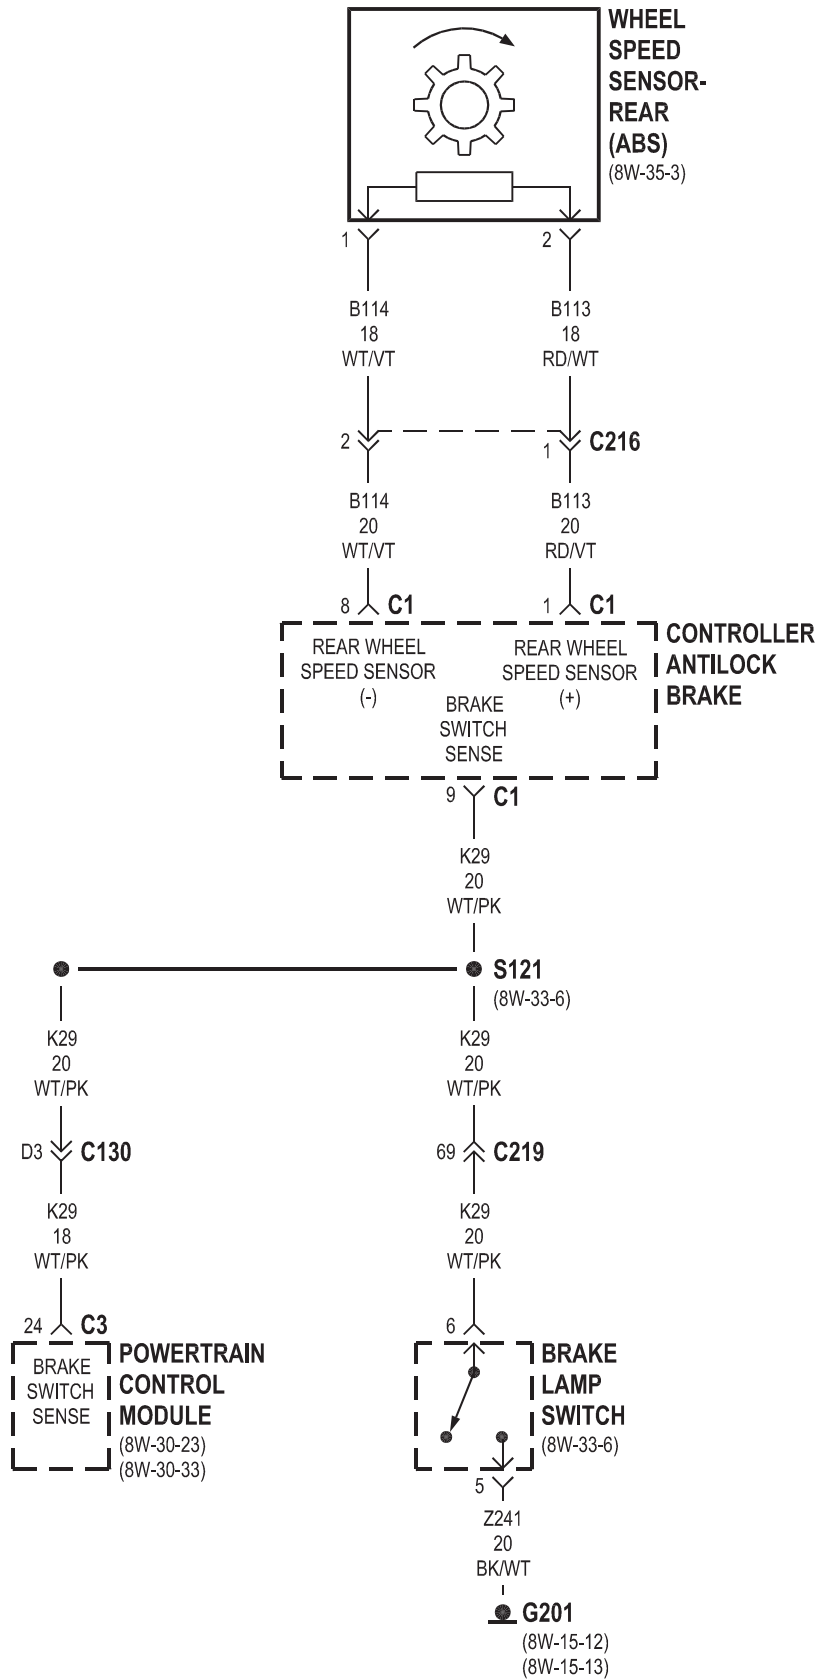 WHEEL
SPEED
SENSOR-
REAR
(ABS)
(8W-35-3)
1 2
B114 B113
18 18
WT/VT RD/WT
2 1 C216
B114 B113
20 20
WT/VT RD/VT
8 C1 1 C1
CONTROLLER
ANTILOCK
BRAKE
REAR WHEEL
SPEED SENSOR
(-)
REAR WHEEL
SPEED SENSOR
(+)
BRAKE
SWITCH
SENSE
9 C1
K29
20
WT/PK
S121
(8W-33-6)
K29 K29
20 20
WT/PK WT/PK
D3 C130 69 C219
K29 K29
18 20
WT/PK WT/PK
24 C3 6
BRAKE
SWITCH
SENSE
POWERTRAIN
CONTROL
MODULE
(8W-30-23)
(8W-30-33)
BRAKE
LAMP
SWITCH
(8W-33-6)
5
Z241
20
BK/WT
G201
(8W-15-12)
(8W-15-13)